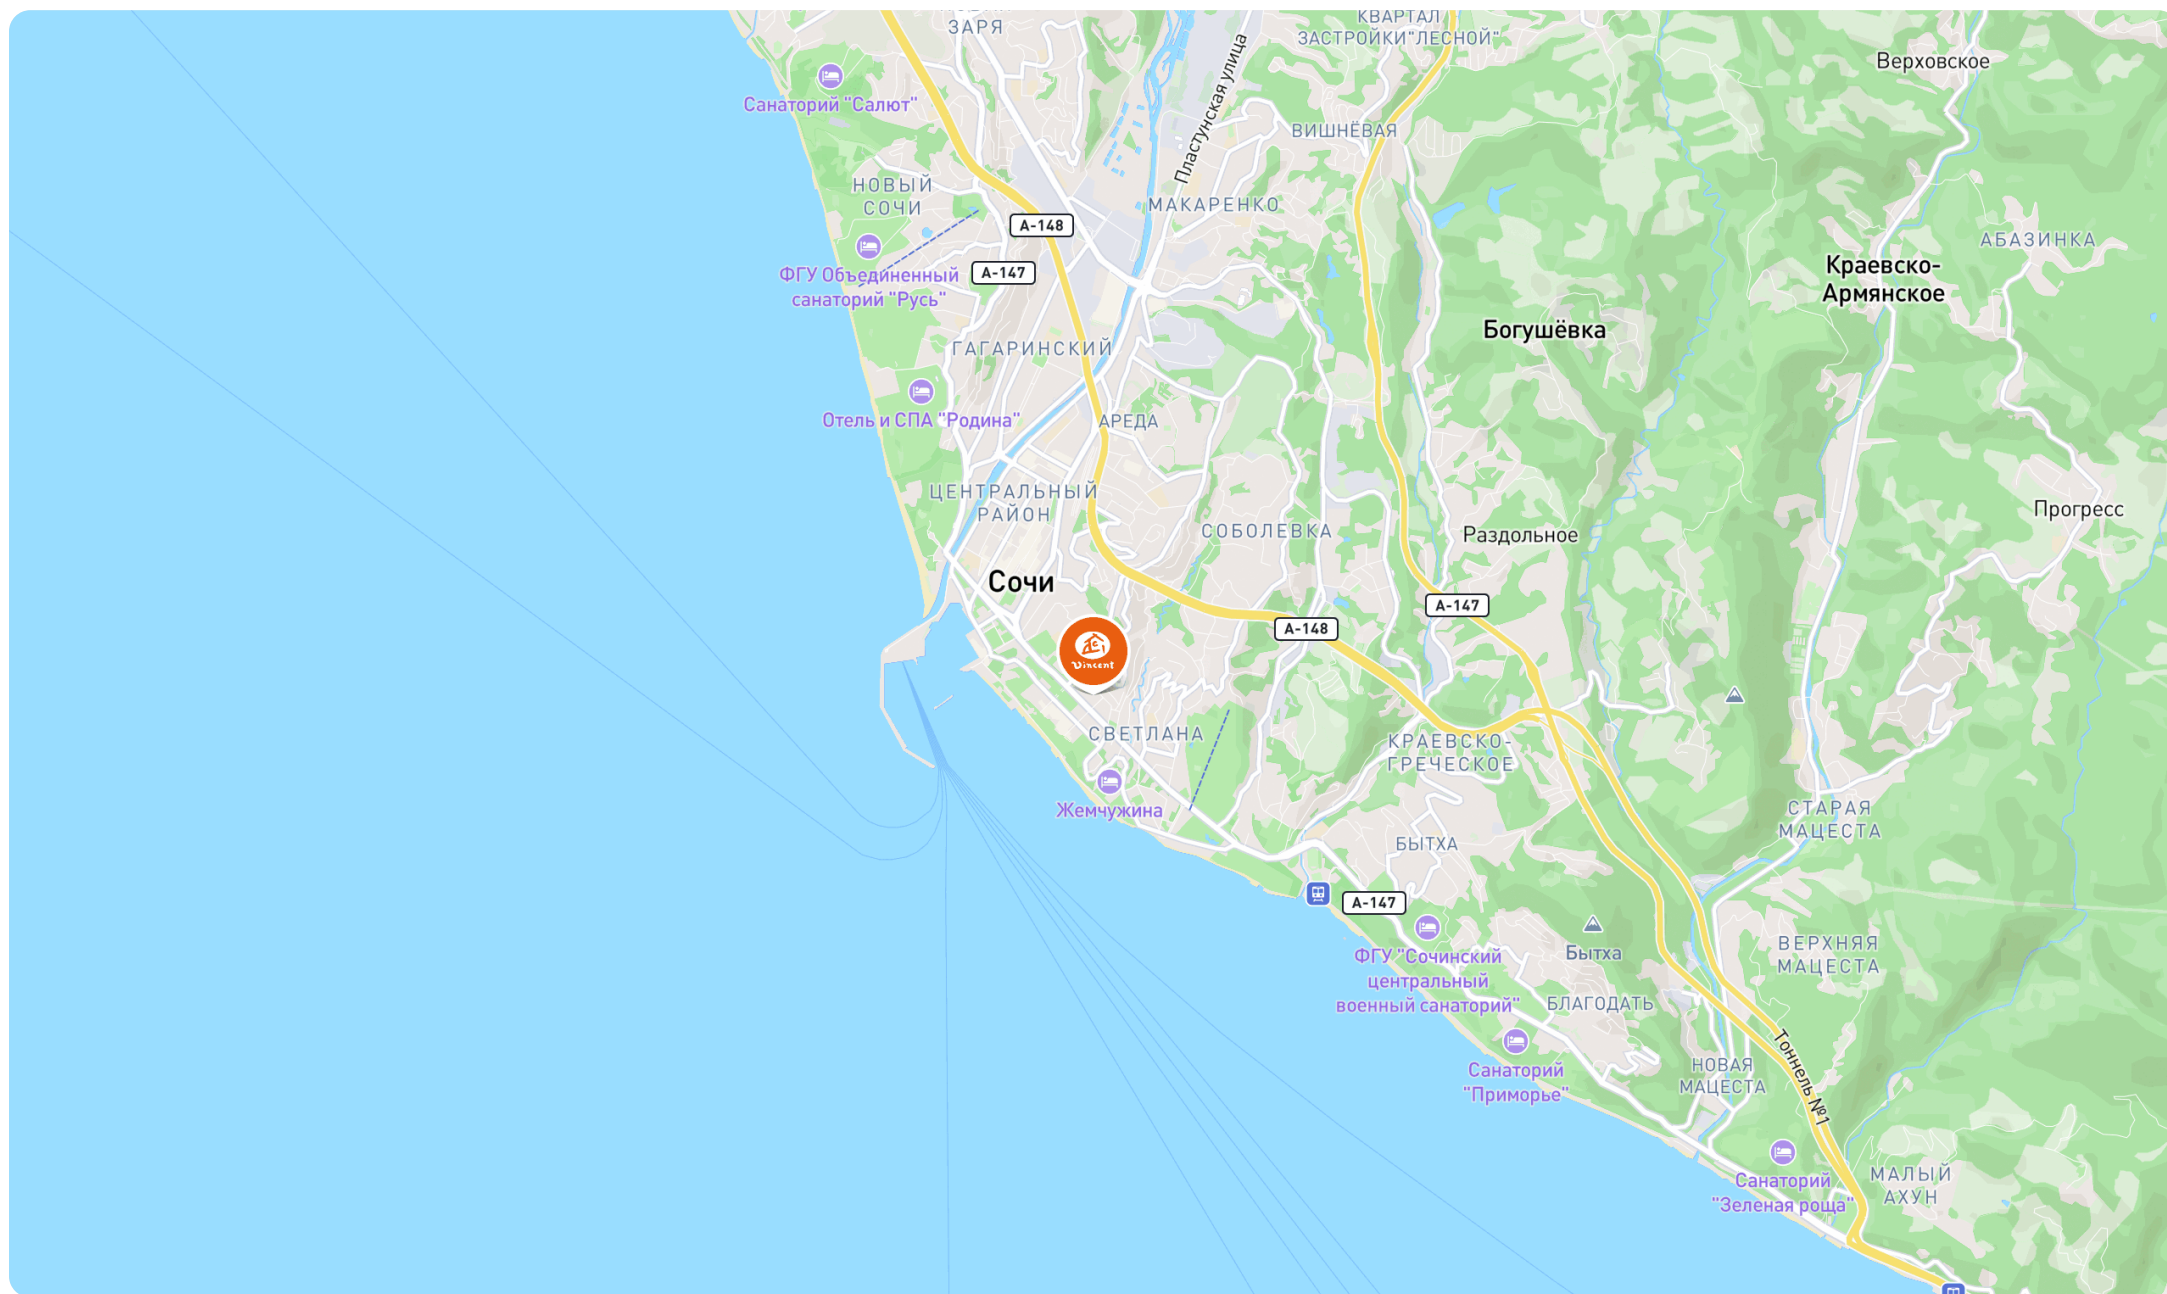 ЗАРЯ
КВАРТАЛ
ЗАСТРОЙКИ"ЛЕСНОЙ"
Верховское
Санаторий "Салют"
Пластунская улица
ВИШНЁВАЯ
НОВЫЙ
СОЧИ
МАКАРЕНКО
А-148
АБАЗИНКА
А-147
ФГУ Объединенный
санаторий "Русь"
Краевско-
Армянское
Богушёвка
ГАГАРИНСКИЙ
Отель и СПА "Родина"
АРЕДА
ЦЕНТРАЛЬНЫЙ
РАЙОН
Прогресс
СОБОЛЕВКА
Раздольное
Сочи
А-147
А-148
Vincent
СВЕТЛАНА
КРАЕВСКО-
ГРЕЧЕСКОЕ
Жемчужина
СТАРАЯ
МАЦЕСТА
БЫТХА
А-147
ФГУ "Сочинский
центральный
военный санаторий"
Бытха
ВЕРХНЯЯ
МАЦЕСТА
БЛАГОДАТЬ
Санаторий
"Приморье"
НОВАЯ
МАЦЕСТА
Тоннель №1
Санаторий
"Зеленая роща"
МАЛЫЙ
АХУН